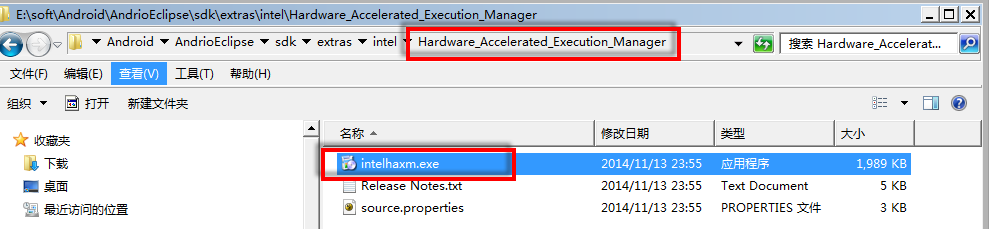 E:\soft\Android\AndrioEclipse\sdk\extras\intel\Hardware_Accelerated_Execution_Manager
Android AndrioEclipse sdk extras intel Hardware_Accelerated_Execution_Manager 搜索 Hardware_Accelerat...
文件(F) 编辑(E) 查看(V) 工具(T) 帮助(H)
组织 打开 新建文件夹
收藏夹
下载
桌面
最近访问的位置
名称 修改日期 类型 大小
intelhaxm.exe 2014/11/13 23:55 应用程序 1,989 KB
Release Notes.txt 2014/11/13 23:55 Text Document 5 KB
source.properties 2014/11/13 23:55 PROPERTIES 文件 3 KB